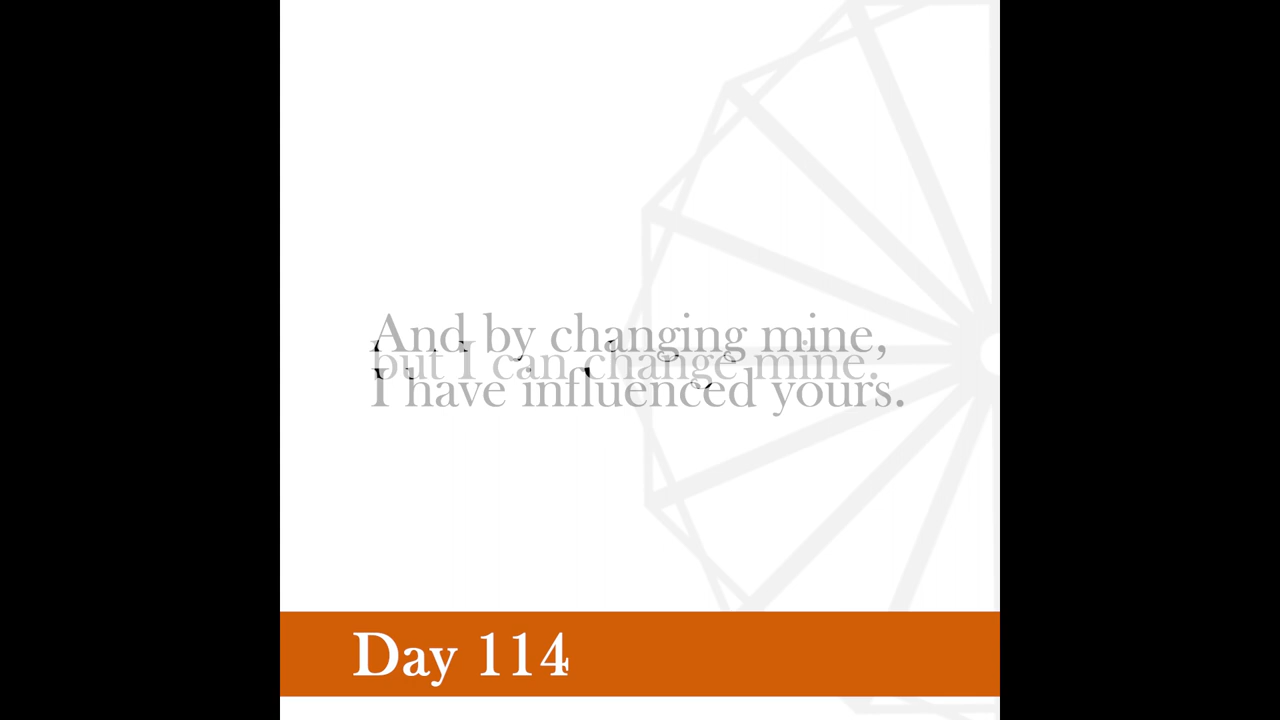 And by changing mine,
but I can change mine.
I have influenced yours.
Day 114